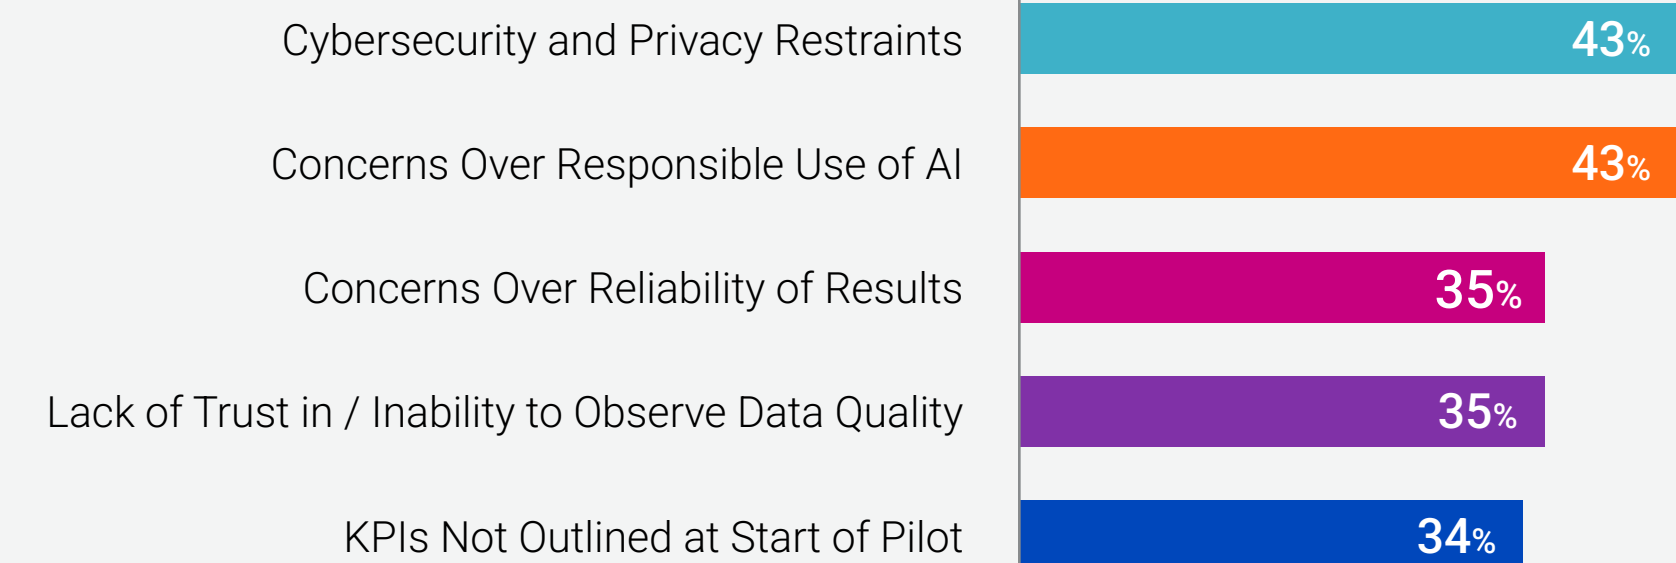 Cybersecurity and Privacy Restraints 43%
Concerns Over Responsible Use of AI 43%
Concerns Over Reliability of Results 35%
Lack of Trust in / Inability to Observe Data Quality 35%
KPIs Not Outlined at Start of Pilot 34%